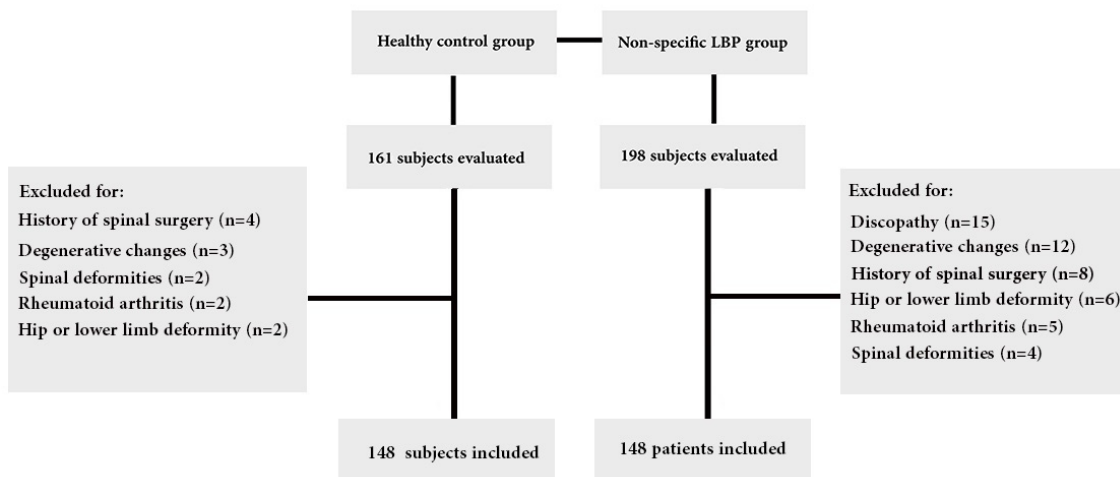 Healthy control group
Non-specific LBP group
161 subjects evaluated
198 subjects evaluated
Excluded for:
History of spinal surgery (n=4)
Degenerative changes (n=3)
Spinal deformities (n=2)
Rheumatoid arthritis (n=2)
Hip or lower limb deformity (n=2)
Excluded for:
Discopathy (n=15)
Degenerative changes (n=12)
History of spinal surgery (n=8)
Hip or lower limb deformity (n=6)
Rheumatoid arthritis (n=5)
Spinal deformities (n=4)
148 subjects included
148 patients included